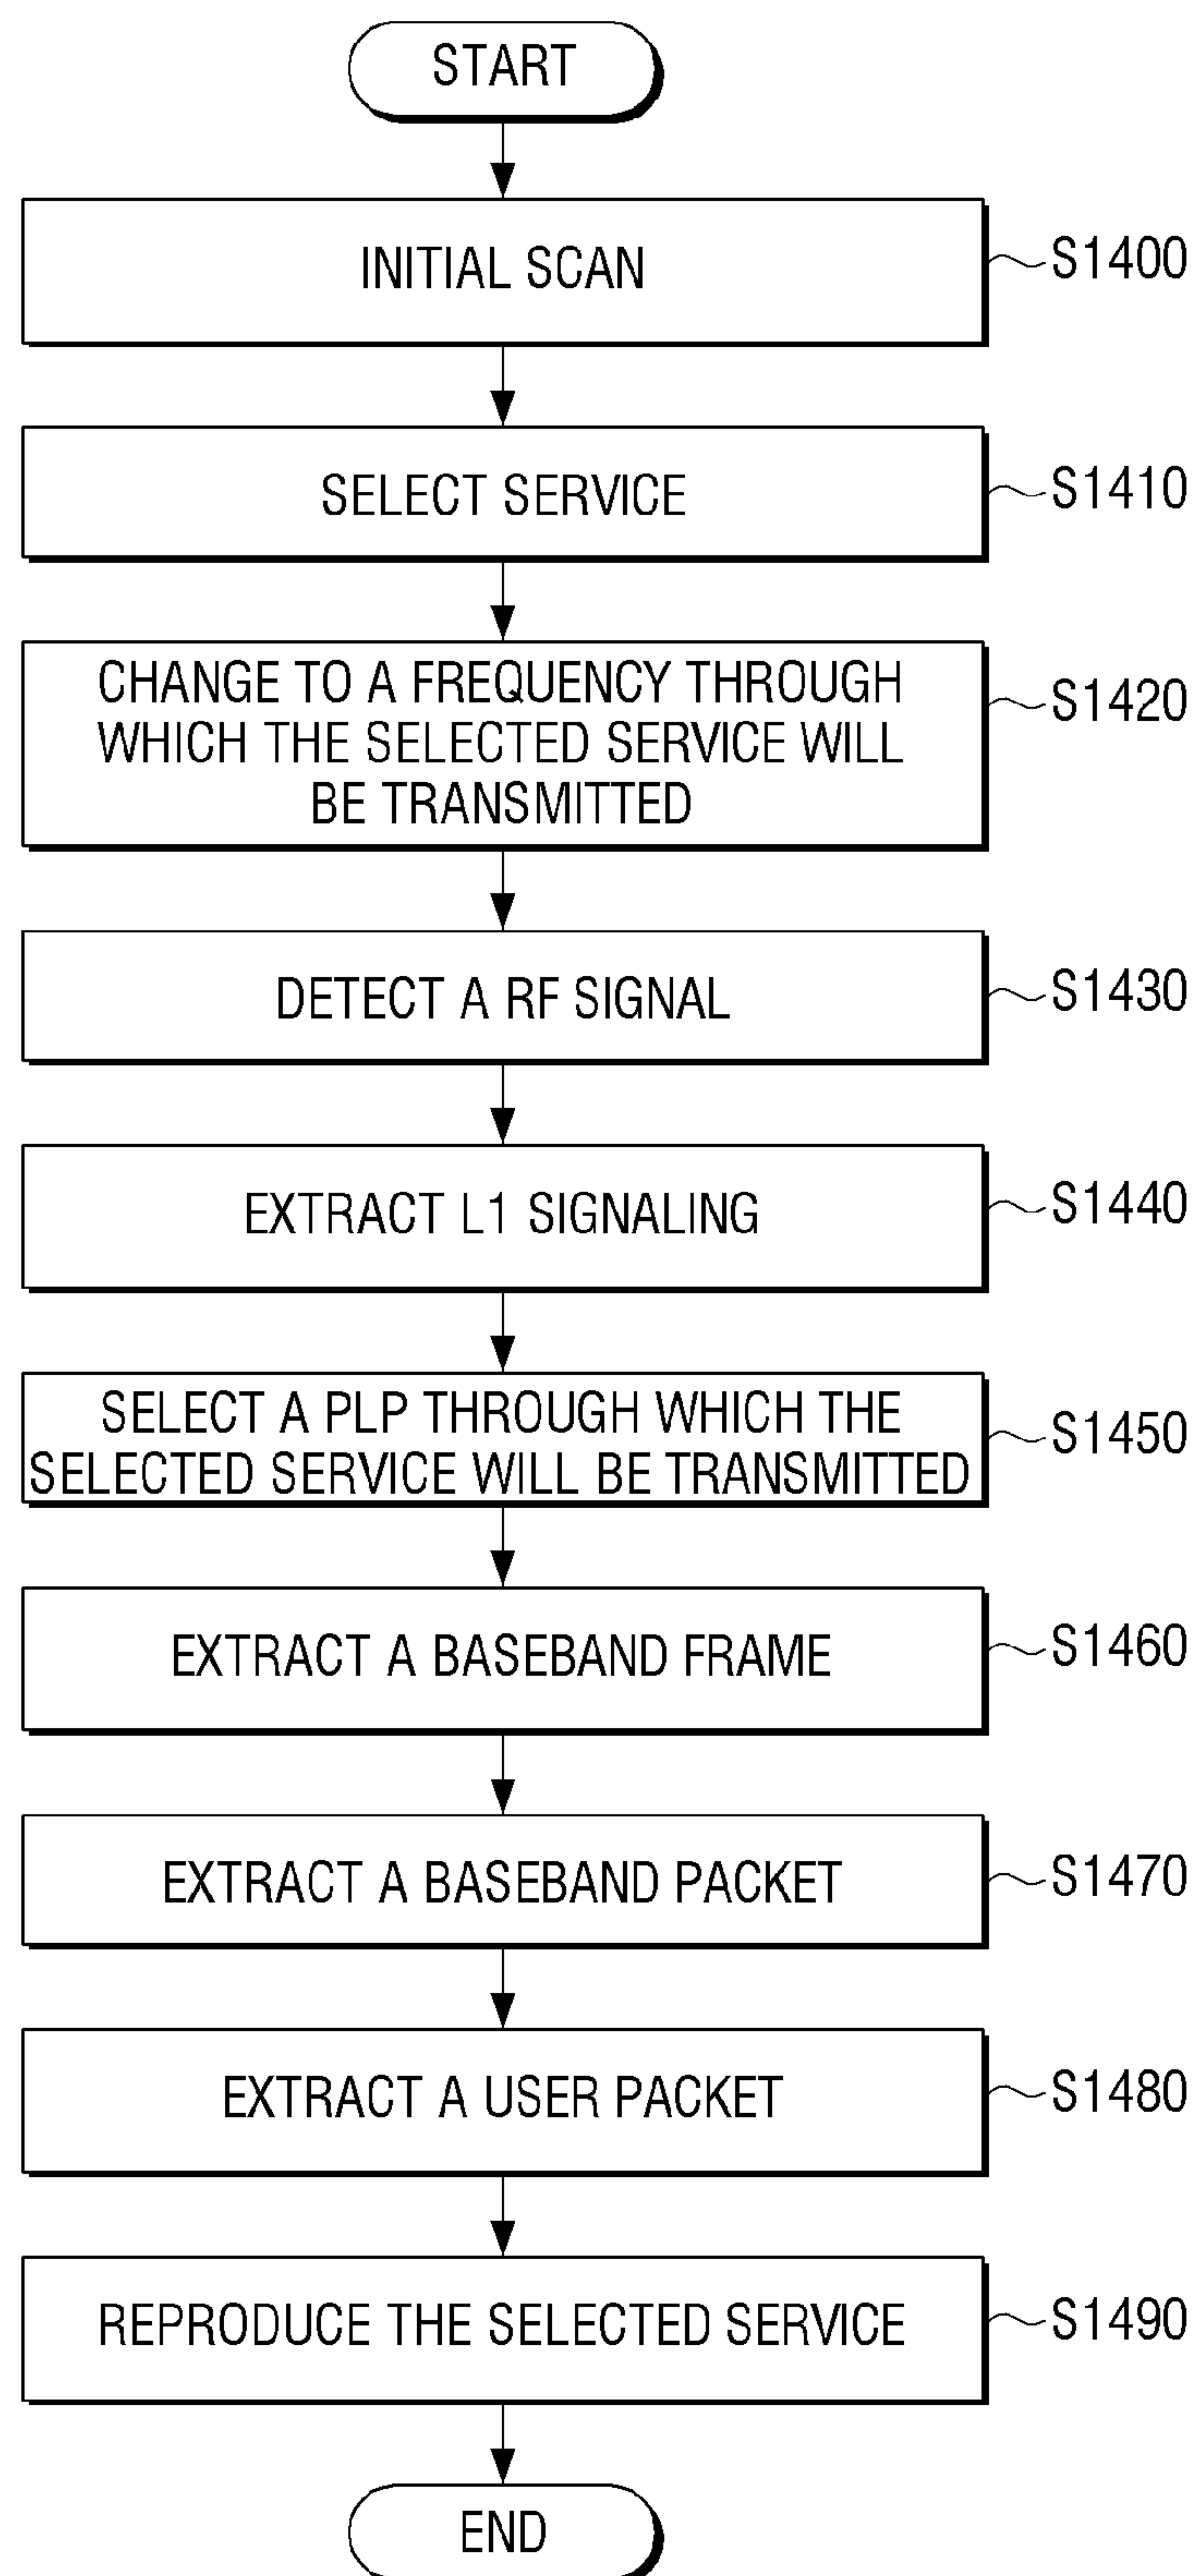 START
INITIAL SCAN
S1400
SELECT SERVICE
S1410
CHANGE TO A FREQUENCY THROUGH
WHICH THE SELECTED SERVICE WILL
BE TRANSMITTED
S1420
DETECT A RF SIGNAL
S1430
EXTRACT L1 SIGNALING
S1440
SELECT A PLP THROUGH WHICH THE
SELECTED SERVICE WILL BE TRANSMITTED
S1450
EXTRACT A BASEBAND FRAME
S1460
EXTRACT A BASEBAND PACKET
S1470
EXTRACT A USER PACKET
S1480
REPRODUCE THE SELECTED SERVICE
S1490
END